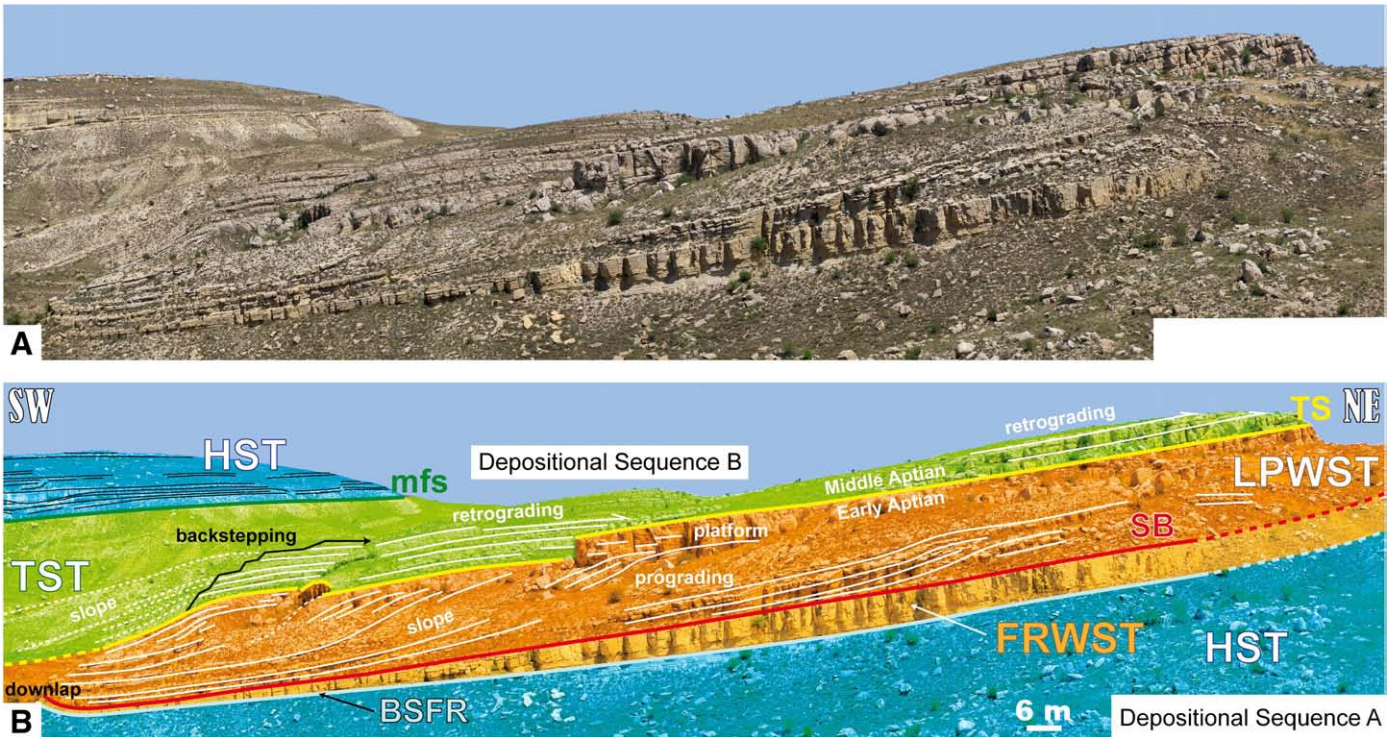 A
SW
HST
Depositional Sequence B
mfs
retrograding
TS
NE
Middle Aptian
Early Aptian
LPWST
retrograding
backstepping
platform
SB
TST
prograding
slope
slope
FRWST
HST
downlap
BSFR
6 m
B
Depositional Sequence A